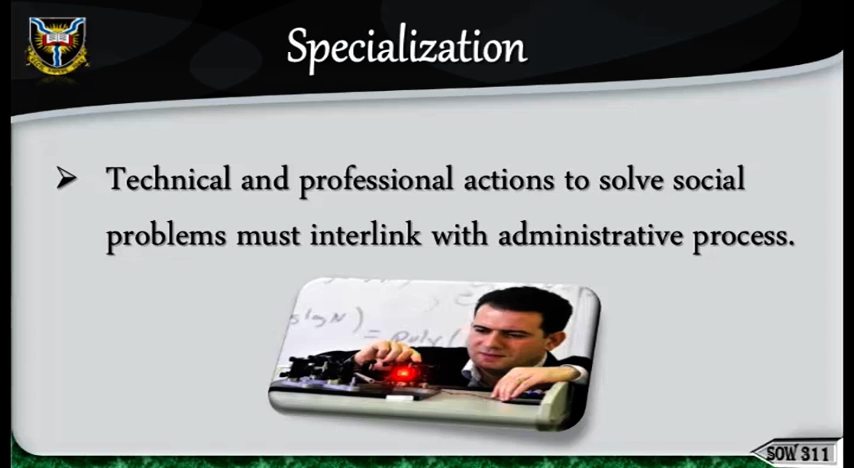 Specialization
➢ Technical and professional actions to solve social
problems must interlink with administrative process.
SOW 311